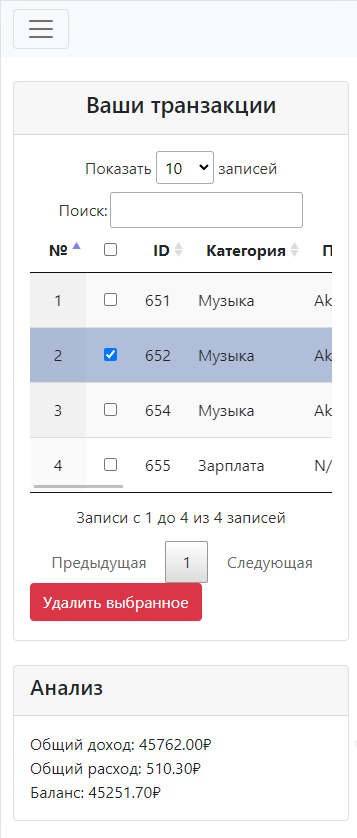 Ваши транзакции
Показать 10 записей
Поиск:
№ ID Категория П
1 651 Музыка Ak
2 652 Музыка Ak
3 654 Музыка Ak
4 655 Зарплата N/
Записи с 1 до 4 из 4 записей
Предыдущая 1 Следующая
Удалить выбранное
Анализ
Общий доход: 45762.00₽
Общий расход: 510.30₽
Баланс: 45251.70₽